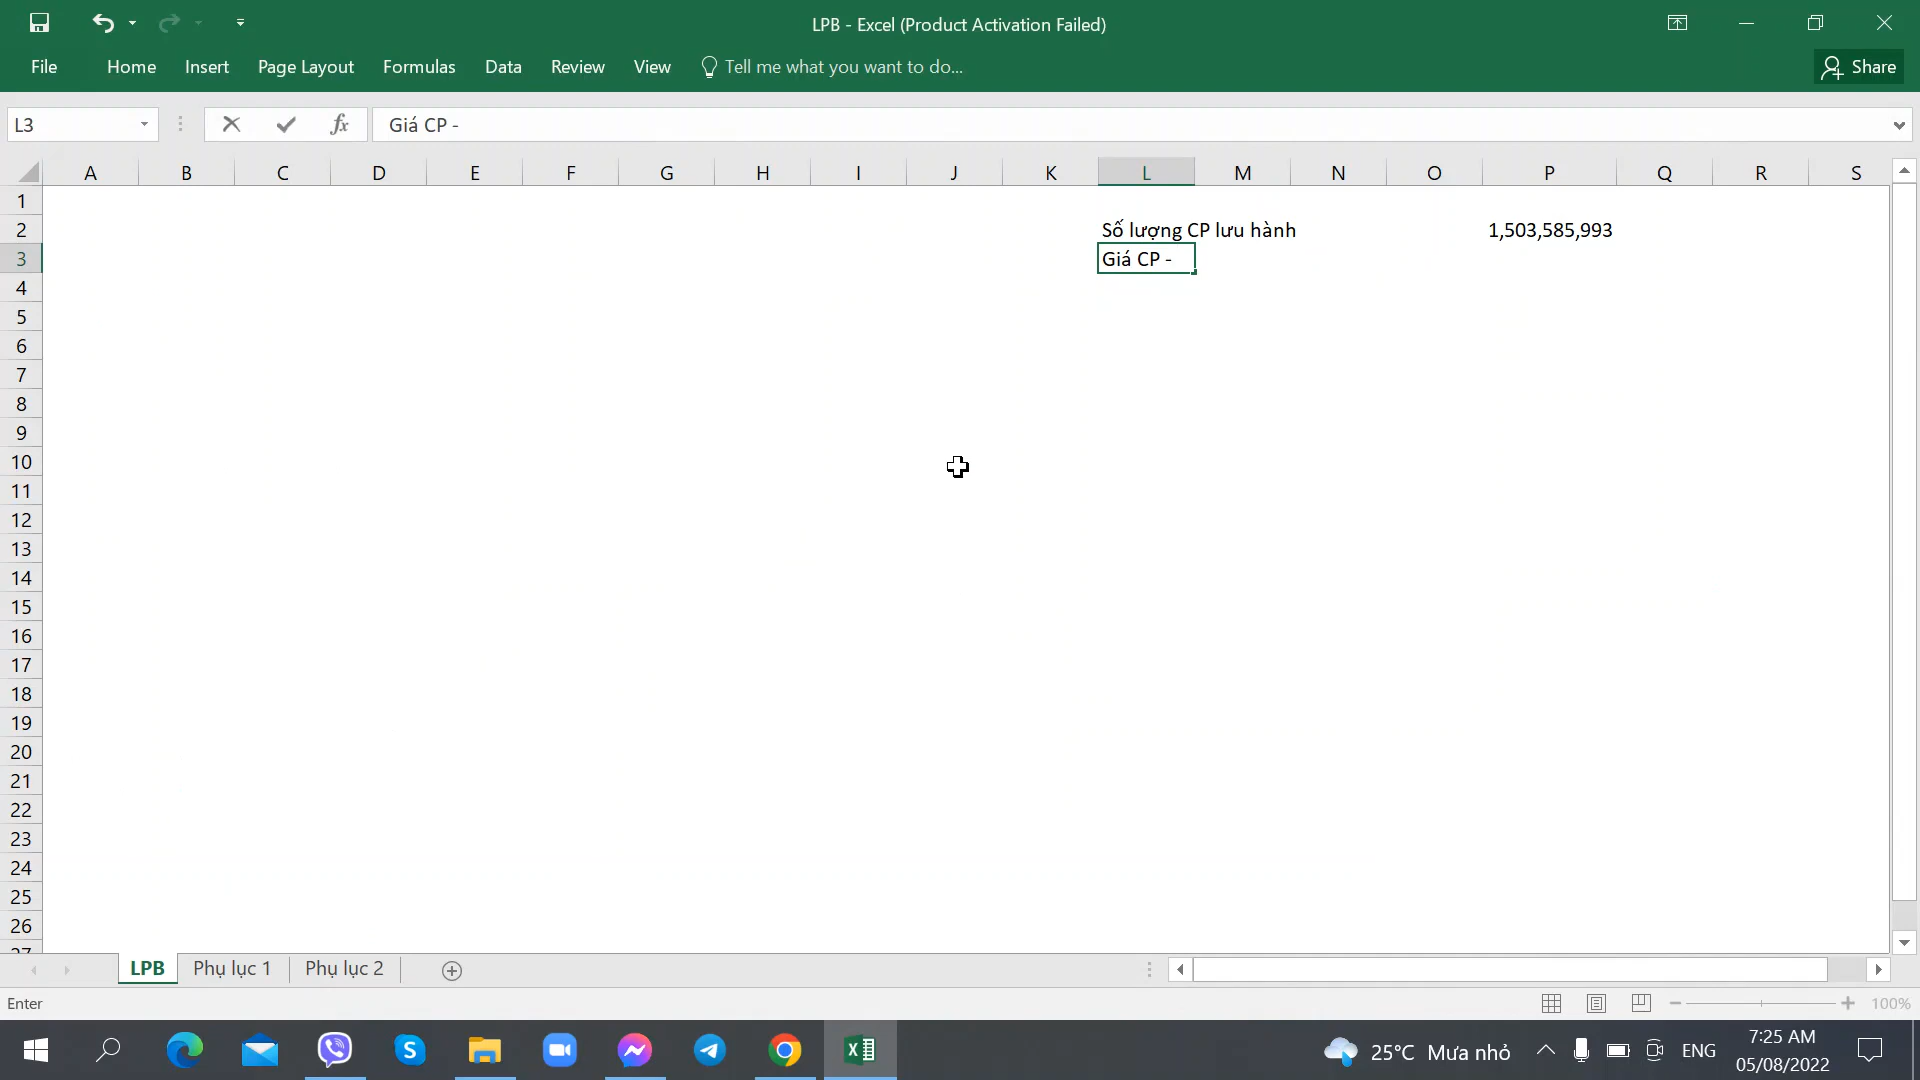 LPB - Excel (Product Activation Failed)
File Home Insert Page Layout Formulas Data Review View Tell me what you want to do... Share
L3 fx Giá CP -
A B C D E F G H I J K L M N O P Q R S
1
2 Số lượng CP lưu hành 1,503,585,993
3 Giá CP -
4
5
6
7
8
9
10
11
12
13
14
15
16
17
18
19
20
21
22
23
24
25
26
27
LPB Phụ lục 1 Phụ lục 2
Enter 100%
25°C Mưa nhỏ ENG 7:25 AM
05/08/2022